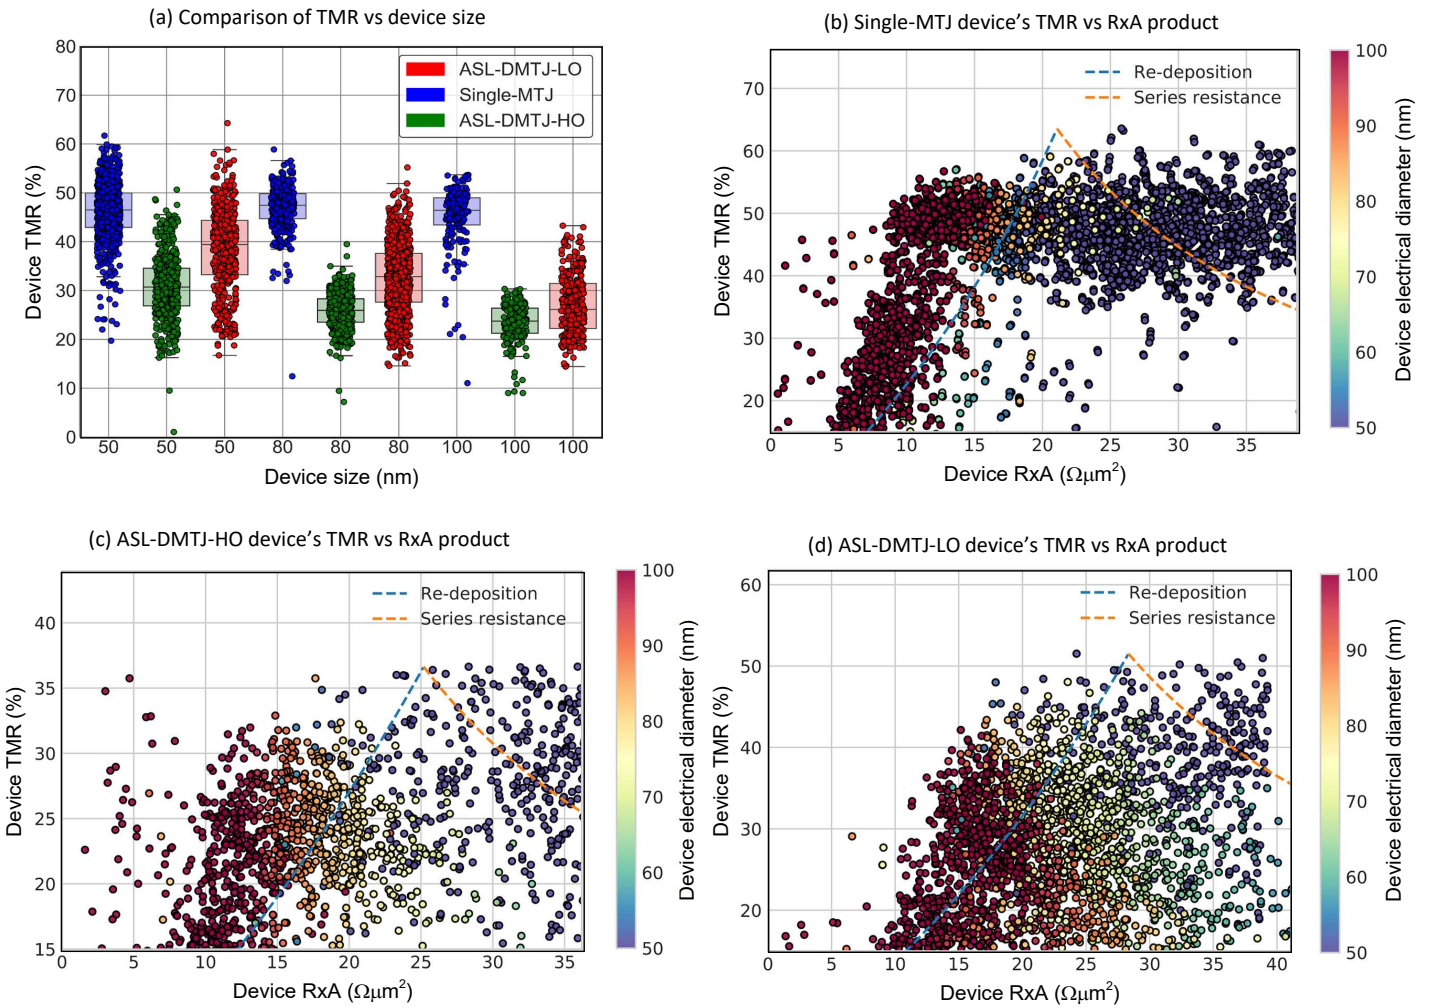 (a) Comparison of TMR vs device size
80
70
60
50
40
30
20
10
0
Device TMR (%)
ASL-DMTJ-LO
Single-MTJ
ASL-DMTJ-HO
50 50 50 80 80 80 100 100 100
Device size (nm)
(b) Single-MTJ device’s TMR vs RxA product
70
60
50
40
30
20
Device TMR (%)
Re-deposition
Series resistance
0 5 10 15 20 25 30 35
Device RxA (Ωμm²)
100
90
80
70
60
50
Device electrical diameter (nm)
(c) ASL-DMTJ-HO device’s TMR vs RxA product
40
35
30
25
20
15
Device TMR (%)
Re-deposition
Series resistance
0 5 10 15 20 25 30 35
Device RxA (Ωμm²)
100
90
80
70
60
50
Device electrical diameter (nm)
(d) ASL-DMTJ-LO device’s TMR vs RxA product
60
50
40
30
20
Device TMR (%)
Re-deposition
Series resistance
0 5 10 15 20 25 30 35 40
Device RxA (Ωμm²)
100
90
80
70
60
50
Device electrical diameter (nm)